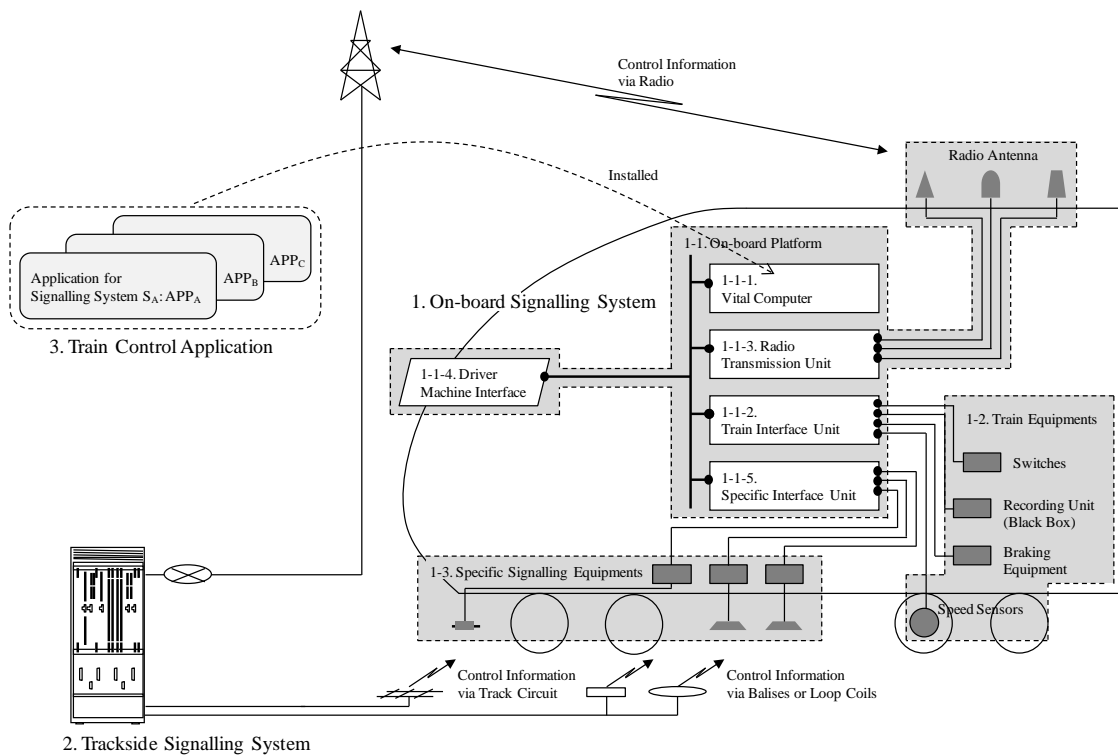 Control Information
via Radio
Radio Antenna
Installed
1-1. On-board Platform
APP_C
APP_B
Application for
Signalling System S_A: APP_A
3. Train Control Application
1. On-board Signalling System
1-1-1.
Vital Computer
1-1-3. Radio
Transmission Unit
1-1-4. Driver
Machine Interface
1-1-2.
Train Interface Unit
1-1-5.
Specific Interface Unit
1-2. Train Equipments
Switches
Recording Unit
(Black Box)
Braking
Equipment
Speed Sensors
1-3. Specific Signalling Equipments
Control Information
via Track Circuit
Control Information
via Balises or Loop Coils
2. Trackside Signalling System